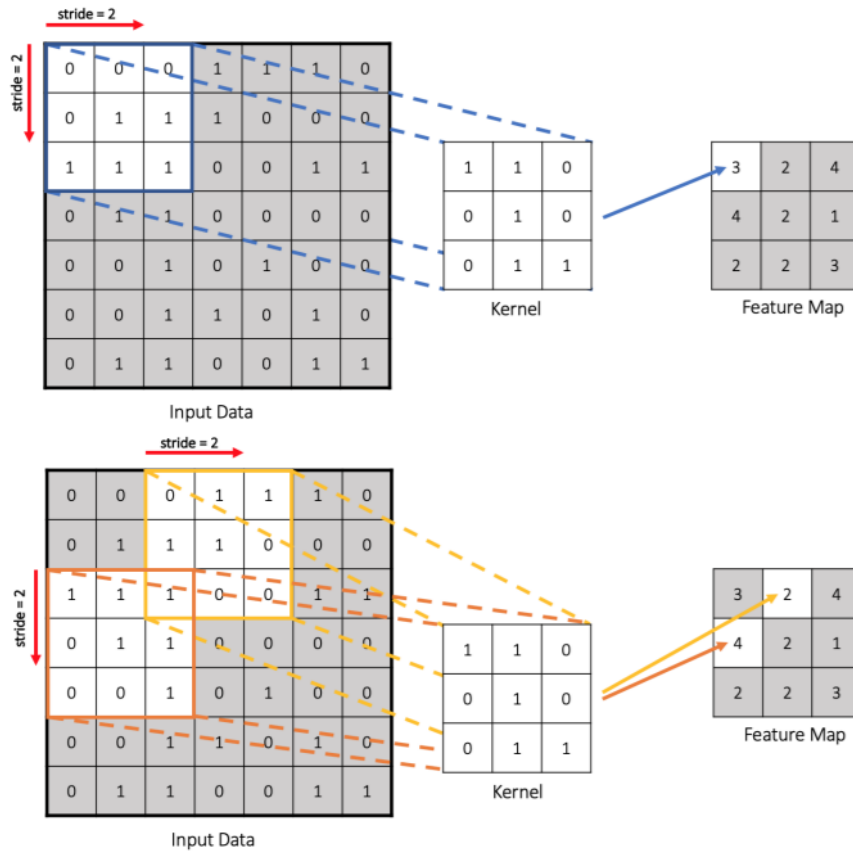 stride = 2
stride = 2
0 0 0 1 1 1 0
0 1 1 1 0 0 0
1 1 1 0 0 1 1
0 1 1 0 0 0 0
0 0 1 0 1 0 0
0 0 1 1 0 1 0
0 1 1 0 0 1 1
Input Data
1 1 0
0 1 0
0 1 1
Kernel
3 2 4
4 2 1
2 2 3
Feature Map
stride = 2
stride = 2
0 0 0 1 1 1 0
0 1 1 1 0 0 0
1 1 1 0 0 1 1
0 1 1 0 0 0 0
0 0 1 0 1 0 0
0 0 1 1 0 1 0
0 1 1 0 0 1 1
Input Data
1 1 0
0 1 0
0 1 1
Kernel
3 2 4
4 2 1
2 2 3
Feature Map